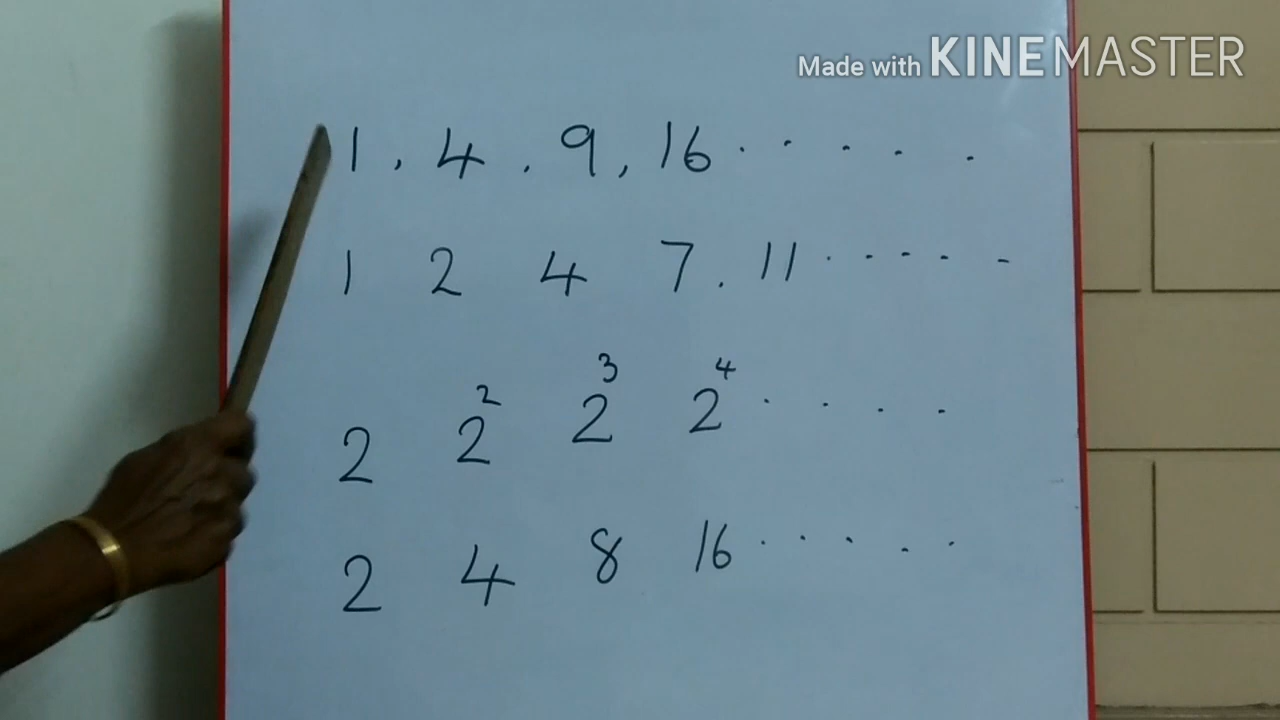 Made with KINEMASTER
1, 4, 9, 16 . . . . .
1 2 4 7. 11 . . . . .
2 2² 2³ 2⁴ . . . .
2 4 8 16 . . . . .